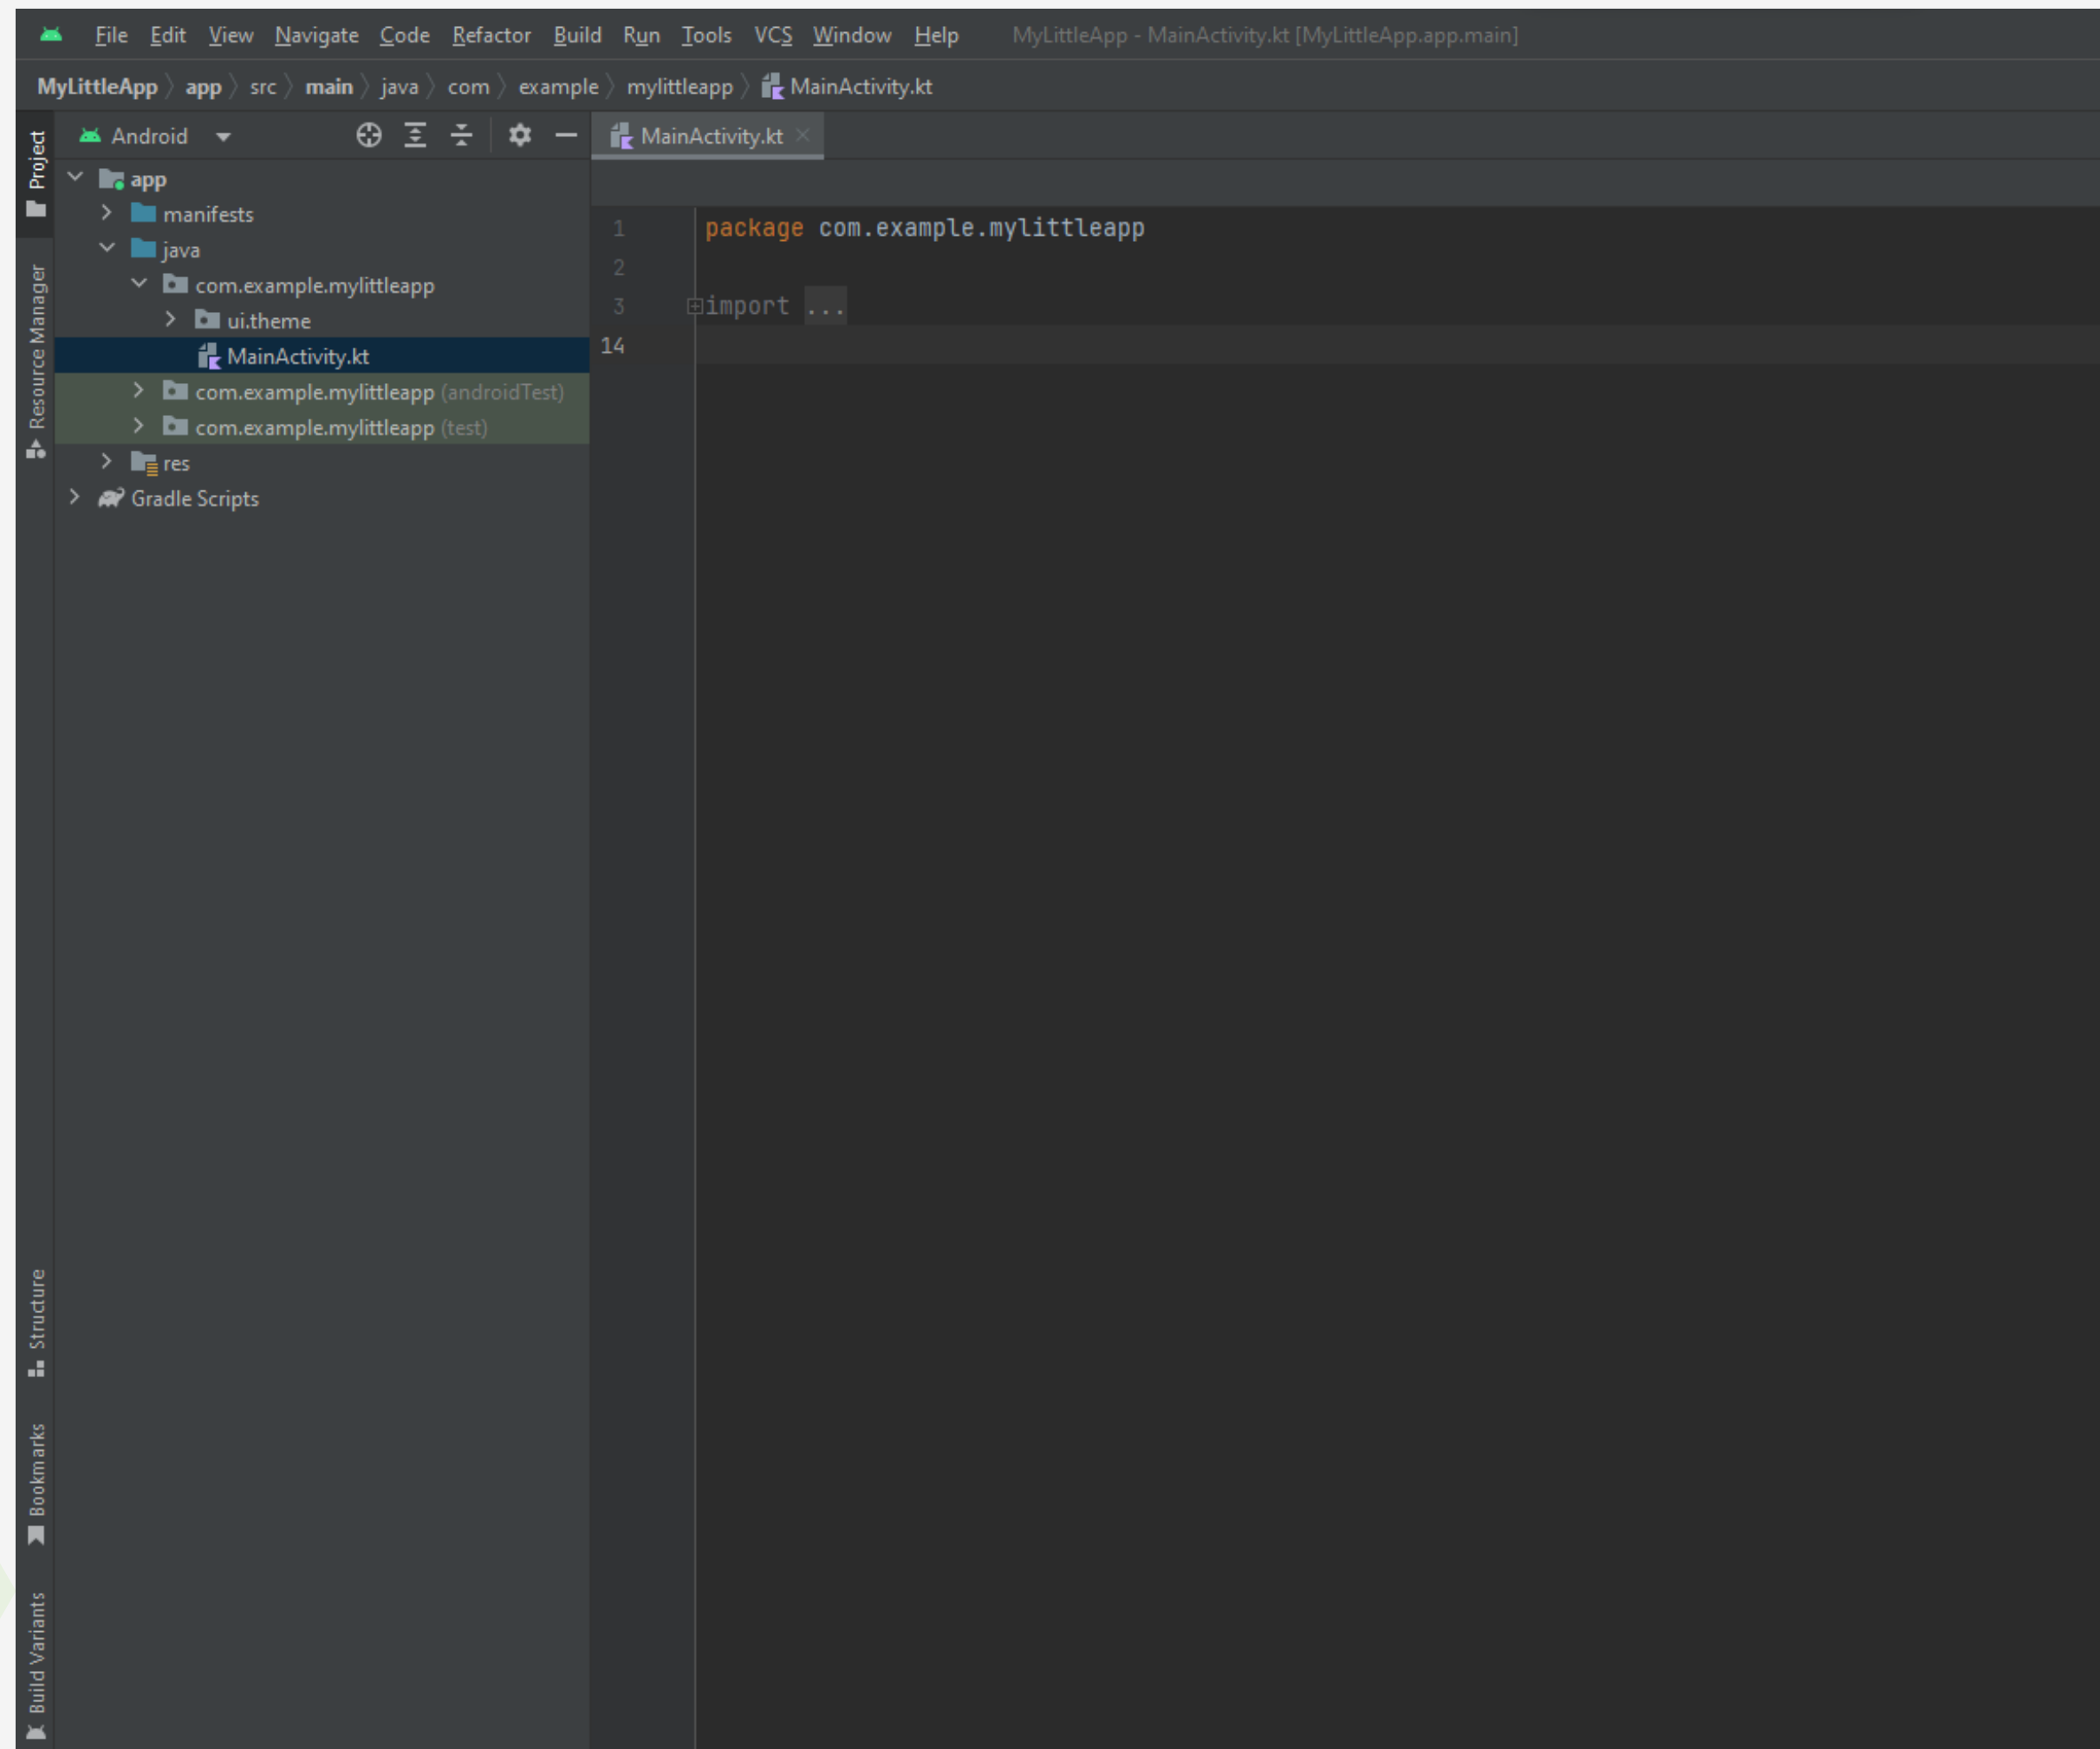 File Edit View Navigate Code Refactor Build Run Tools VCS Window Help MyLittleApp - MainActivity.kt [MyLittleApp.app.main]
MyLittleApp app src main java com example mylittleapp MainActivity.kt
Project
Resource Manager
Structure
Bookmarks
Build Variants
Android
app
manifests
java
com.example.mylittleapp
ui.theme
MainActivity.kt
com.example.mylittleapp (androidTest)
com.example.mylittleapp (test)
res
Gradle Scripts
MainActivity.kt
1 package com.example.mylittleapp
2
3 import ...
14